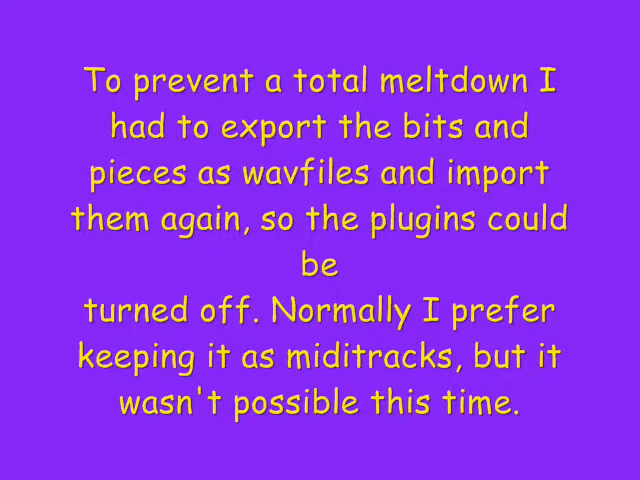 To prevent a total meltdown I
had to export the bits and
pieces as wavfiles and import
them again, so the plugins could
be
turned off. Normally I prefer
keeping it as miditracks, but it
wasn't possible this time.